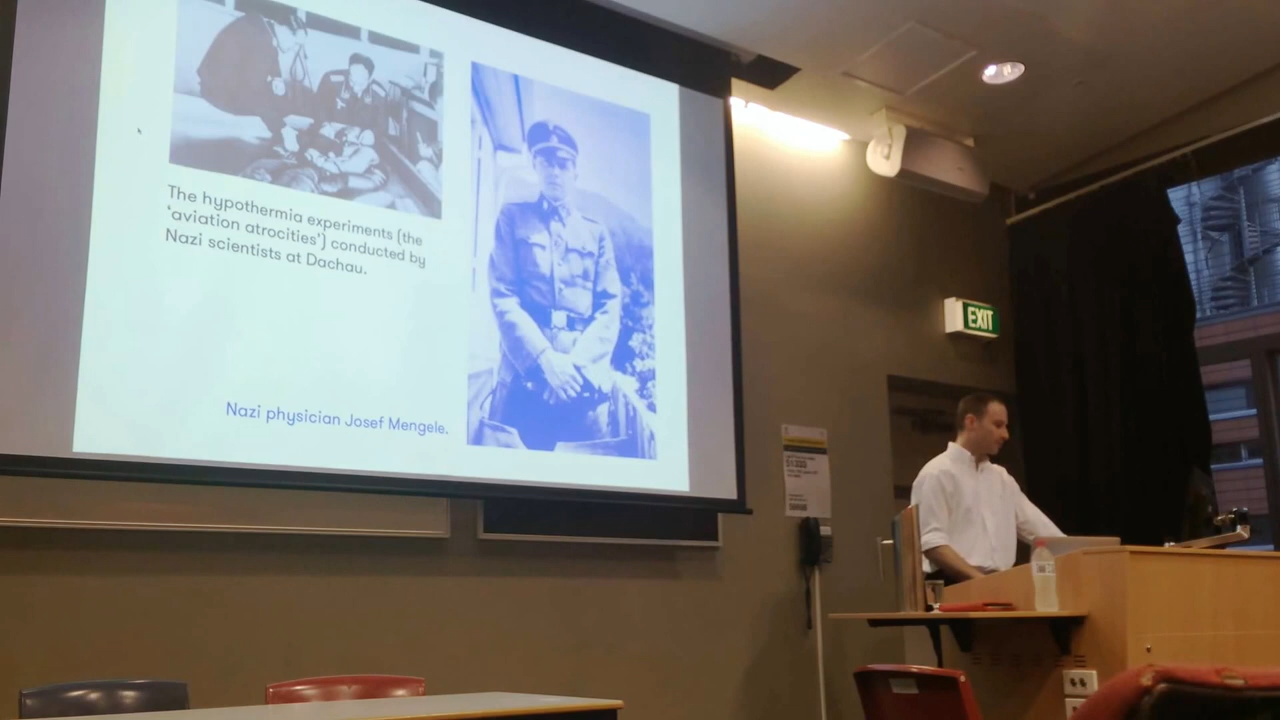 The hypothermia experiments (the
'aviation atrocities') conducted by
Nazi scientists at Dachau.
Nazi physician Josef Mengele.
EXIT